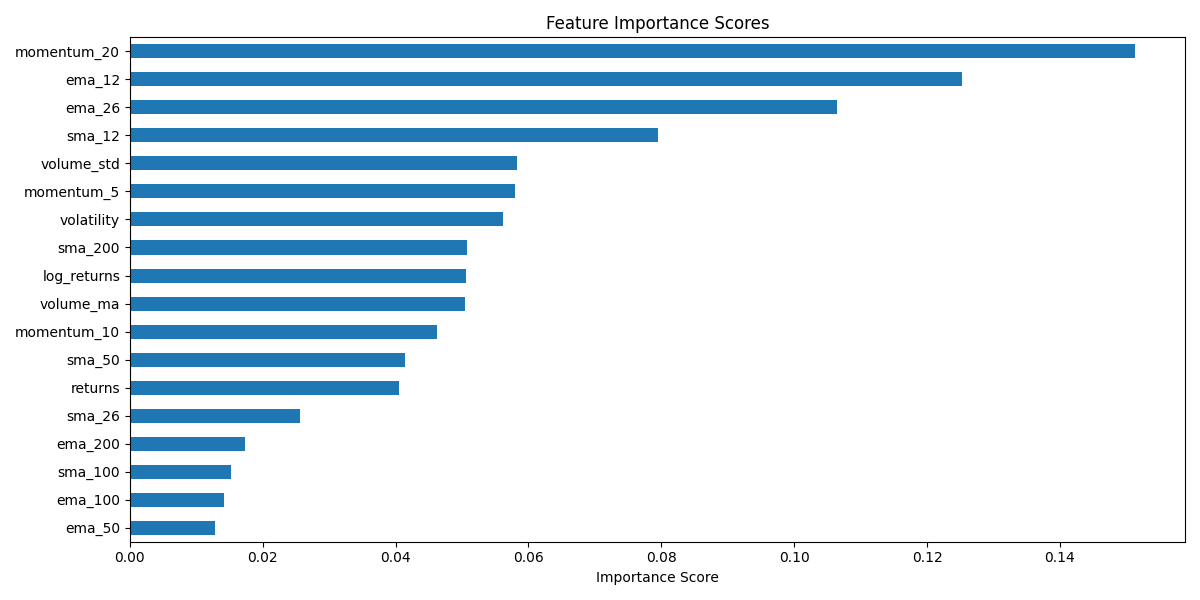 Feature Importance Scores
momentum_20
ema_12
ema_26
sma_12
volume_std
momentum_5
volatility
sma_200
log_returns
volume_ma
momentum_10
sma_50
returns
sma_26
ema_200
sma_100
ema_100
ema_50
0.00 0.02 0.04 0.06 0.08 0.10 0.12 0.14
Importance Score